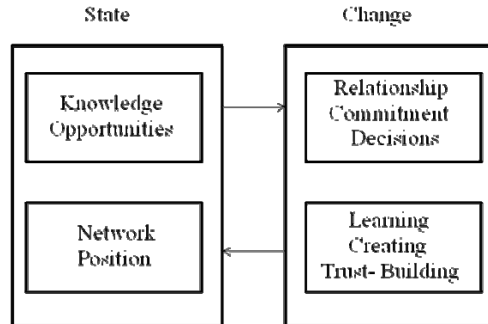 State
Change
Knowledge
Opportunities
Relationship
Commitment
Decisions
Network
Position
Learning
Creating
Trust- Building